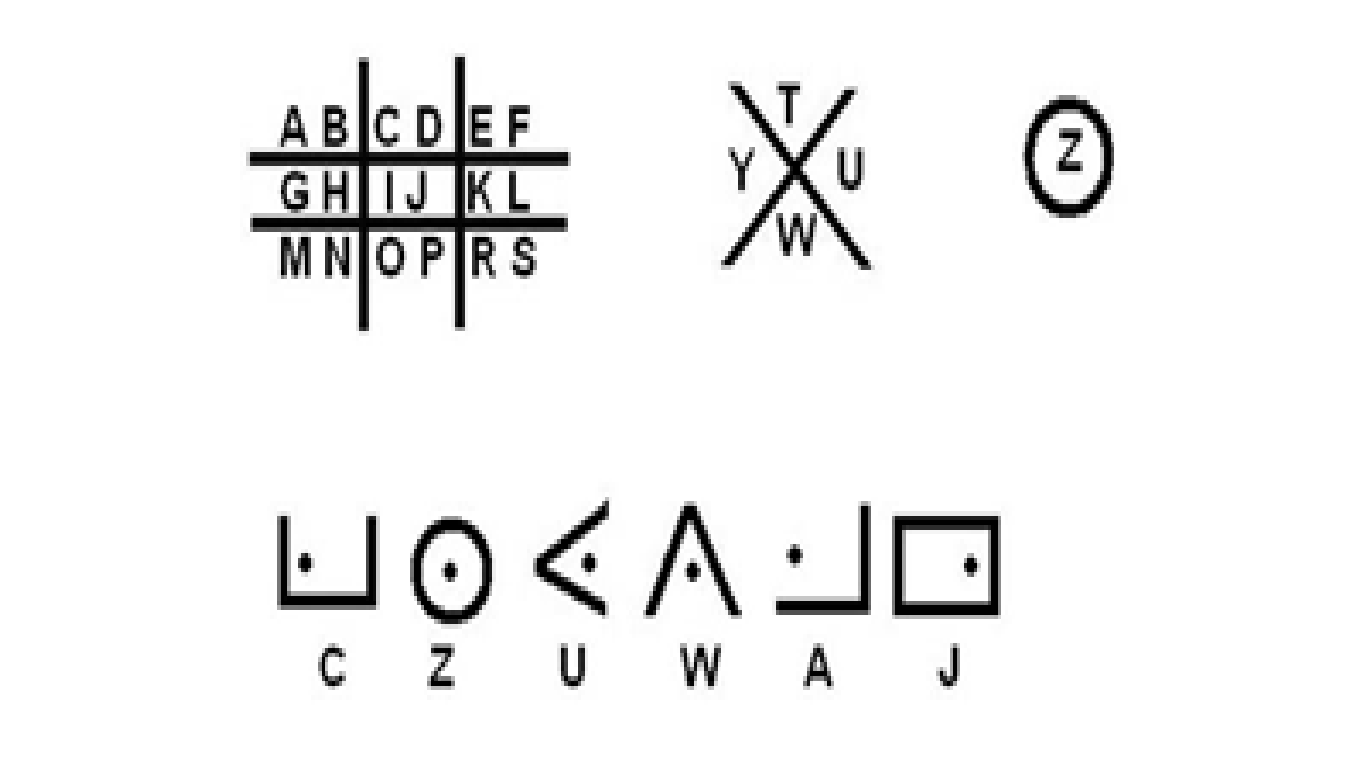 A B C D E F
G H I J K L
M N O P R S
T
Y U
W
Z
C Z U W A J